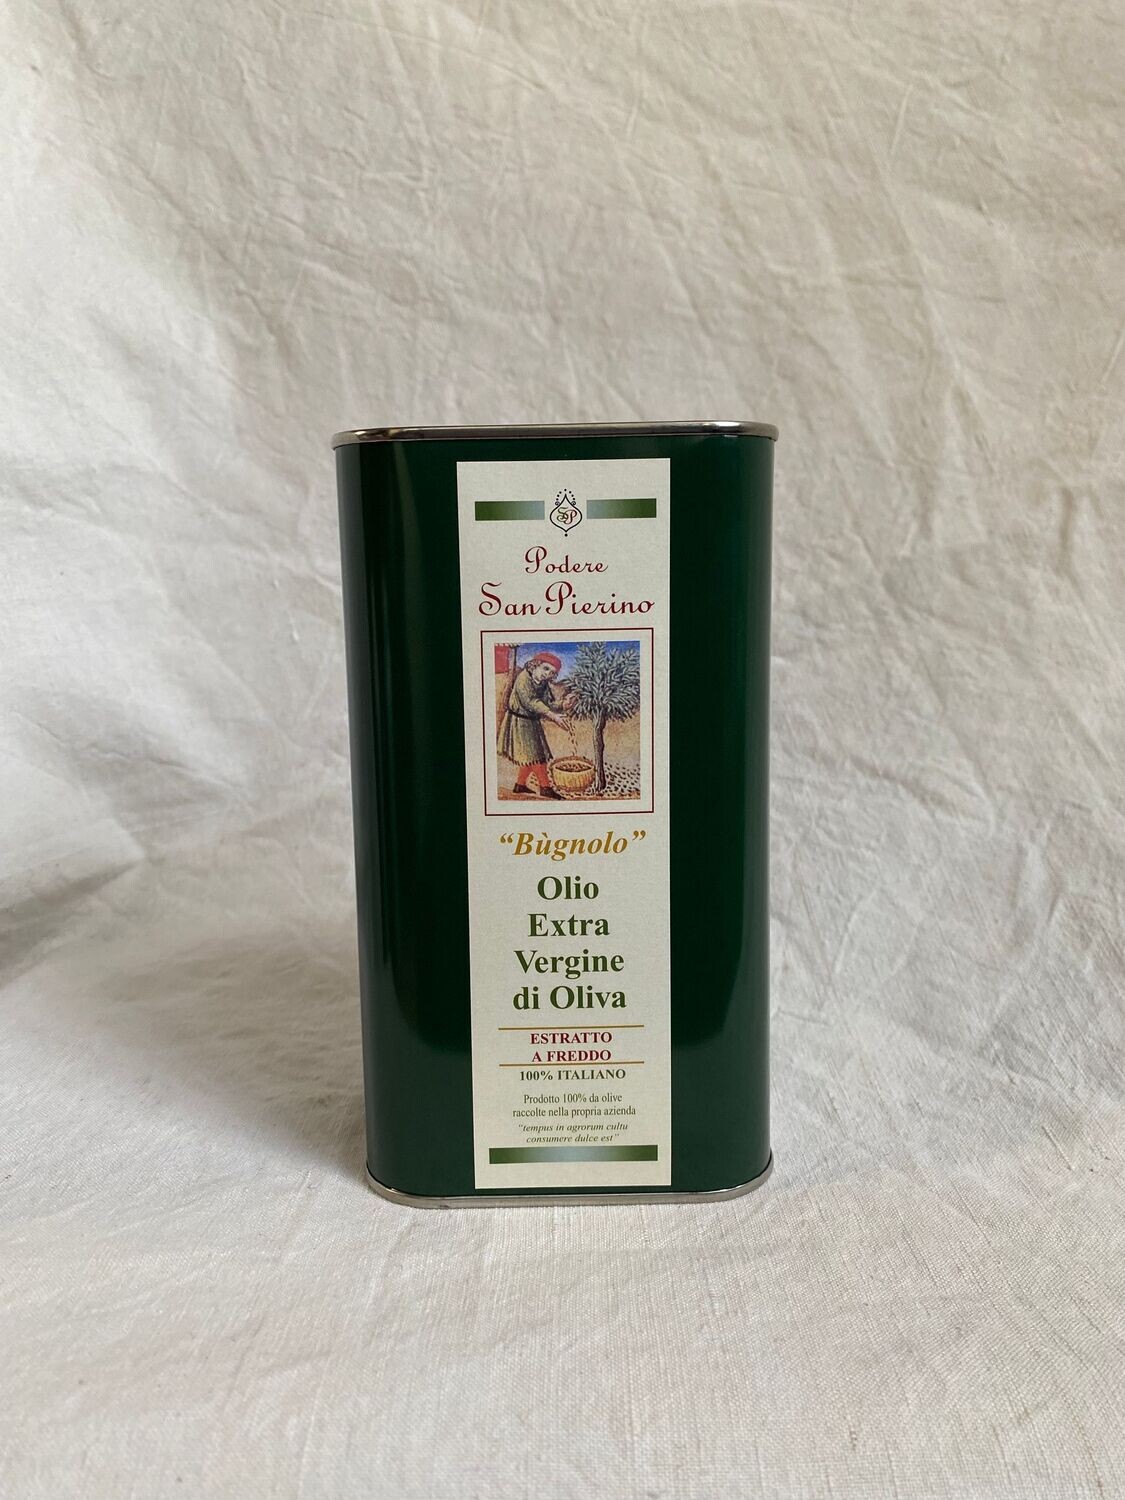 SP
Podere
San Pierino
“Bùgnolo”
Olio
Extra
Vergine
di Oliva
ESTRATTO
A FREDDO
100% ITALIANO
Prodotto 100% da olive
raccolte nella propria azienda
“tempus in agrorum cultu
consumere dulce est”